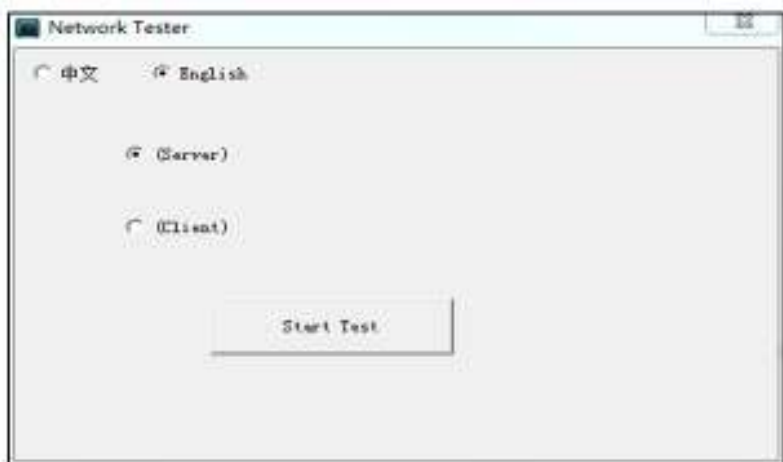 Network Tester
中文 English
(Server)
(Client)
Start Test